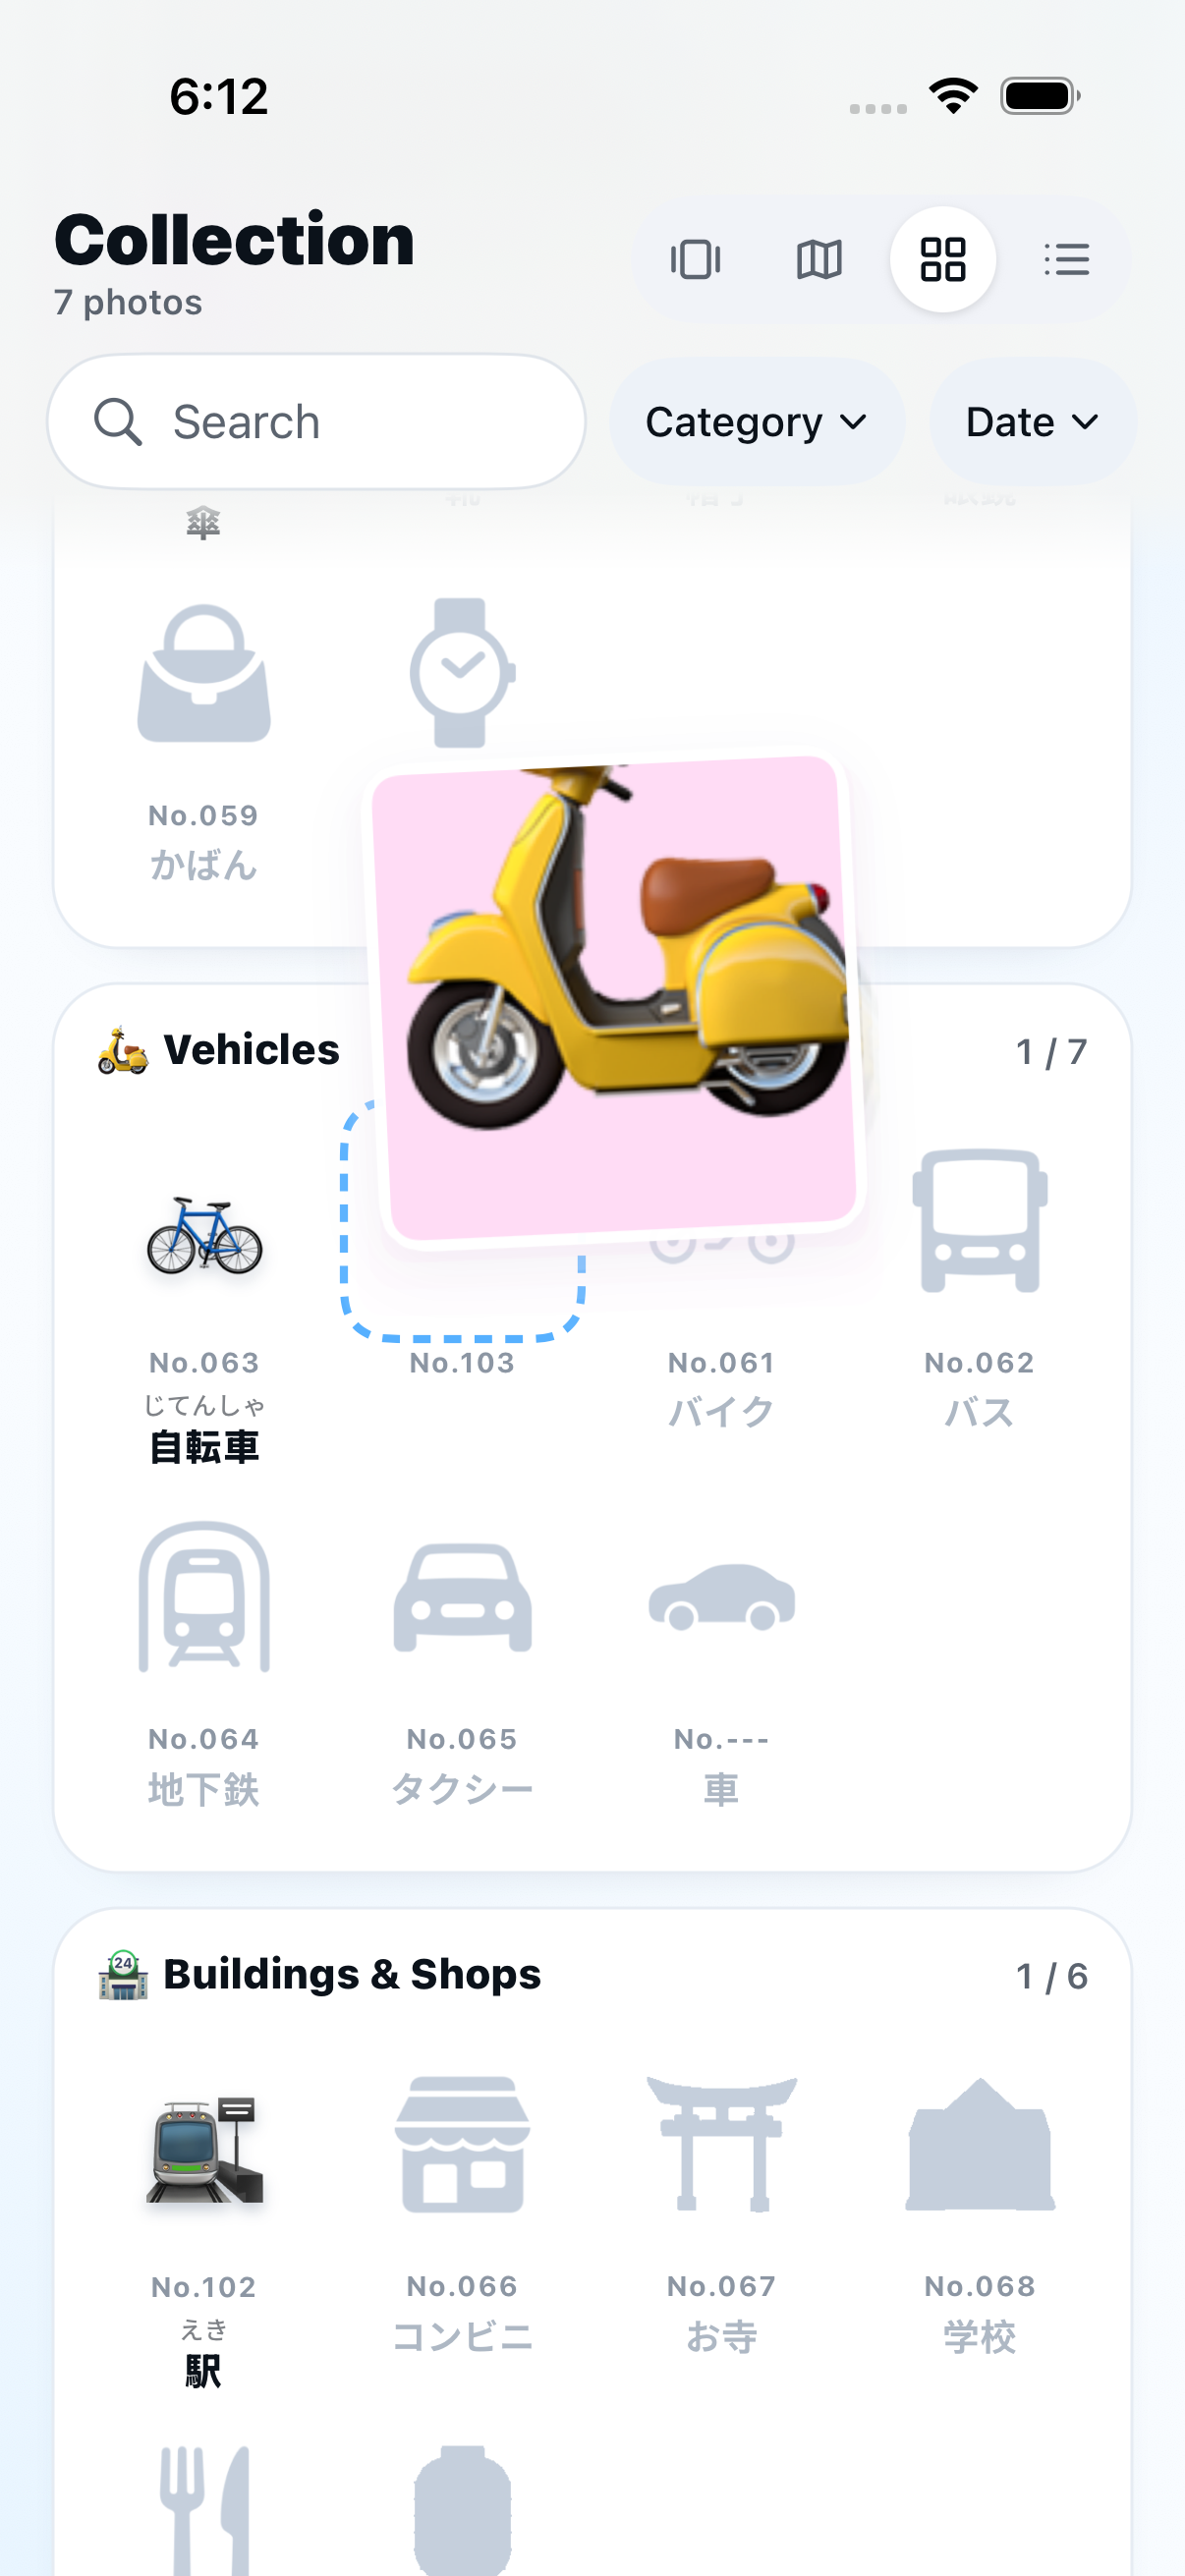 6:12
Collection
7 photos
Search
Category
Date
傘
No.059
かばん
Vehicles
1 / 7
No.063
No.103
No.061
No.062
じてんしゃ
自転車
バイク
バス
No.064
No.065
No.---
地下鉄
タクシー
車
24
Buildings & Shops
1 / 6
No.102
No.066
No.067
No.068
えき
駅
コンビニ
お寺
学校